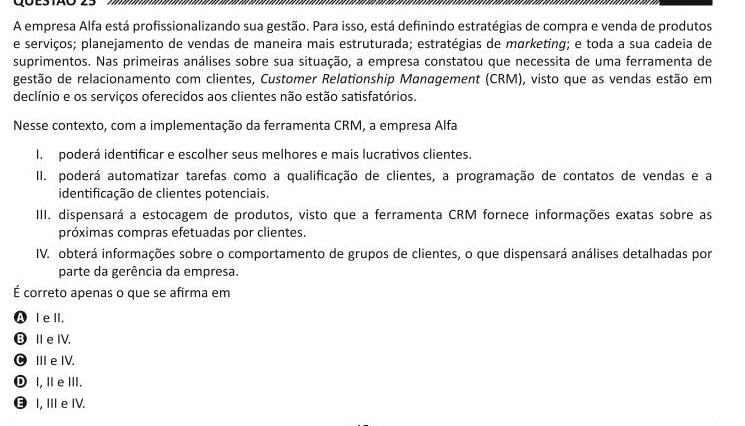 QUESTÃO 25
A empresa Alfa está profissionalizando sua gestão. Para isso, está definindo estratégias de compra e venda de produtos
e serviços; planejamento de vendas de maneira mais estruturada; estratégias de marketing; e toda a sua cadeia de
suprimentos. Nas primeiras análises sobre sua situação, a empresa constatou que necessita de uma ferramenta de
gestão de relacionamento com clientes, Customer Relationship Management (CRM), visto que as vendas estão em
declínio e os serviços oferecidos aos clientes não estão satisfatórios.
Nesse contexto, com a implementação da ferramenta CRM, a empresa Alfa
I. poderá identificar e escolher seus melhores e mais lucrativos clientes.
II. poderá automatizar tarefas como a qualificação de clientes, a programação de contatos de vendas e a
identificação de clientes potenciais.
III. dispensará a estocagem de produtos, visto que a ferramenta CRM fornece informações exatas sobre as
próximas compras efetuadas por clientes.
IV. obterá informações sobre o comportamento de grupos de clientes, o que dispensará análises detalhadas por
parte da gerência da empresa.
É correto apenas o que se afirma em
A I e II.
B II e IV.
C III e IV.
D I, II e III.
E I, III e IV.